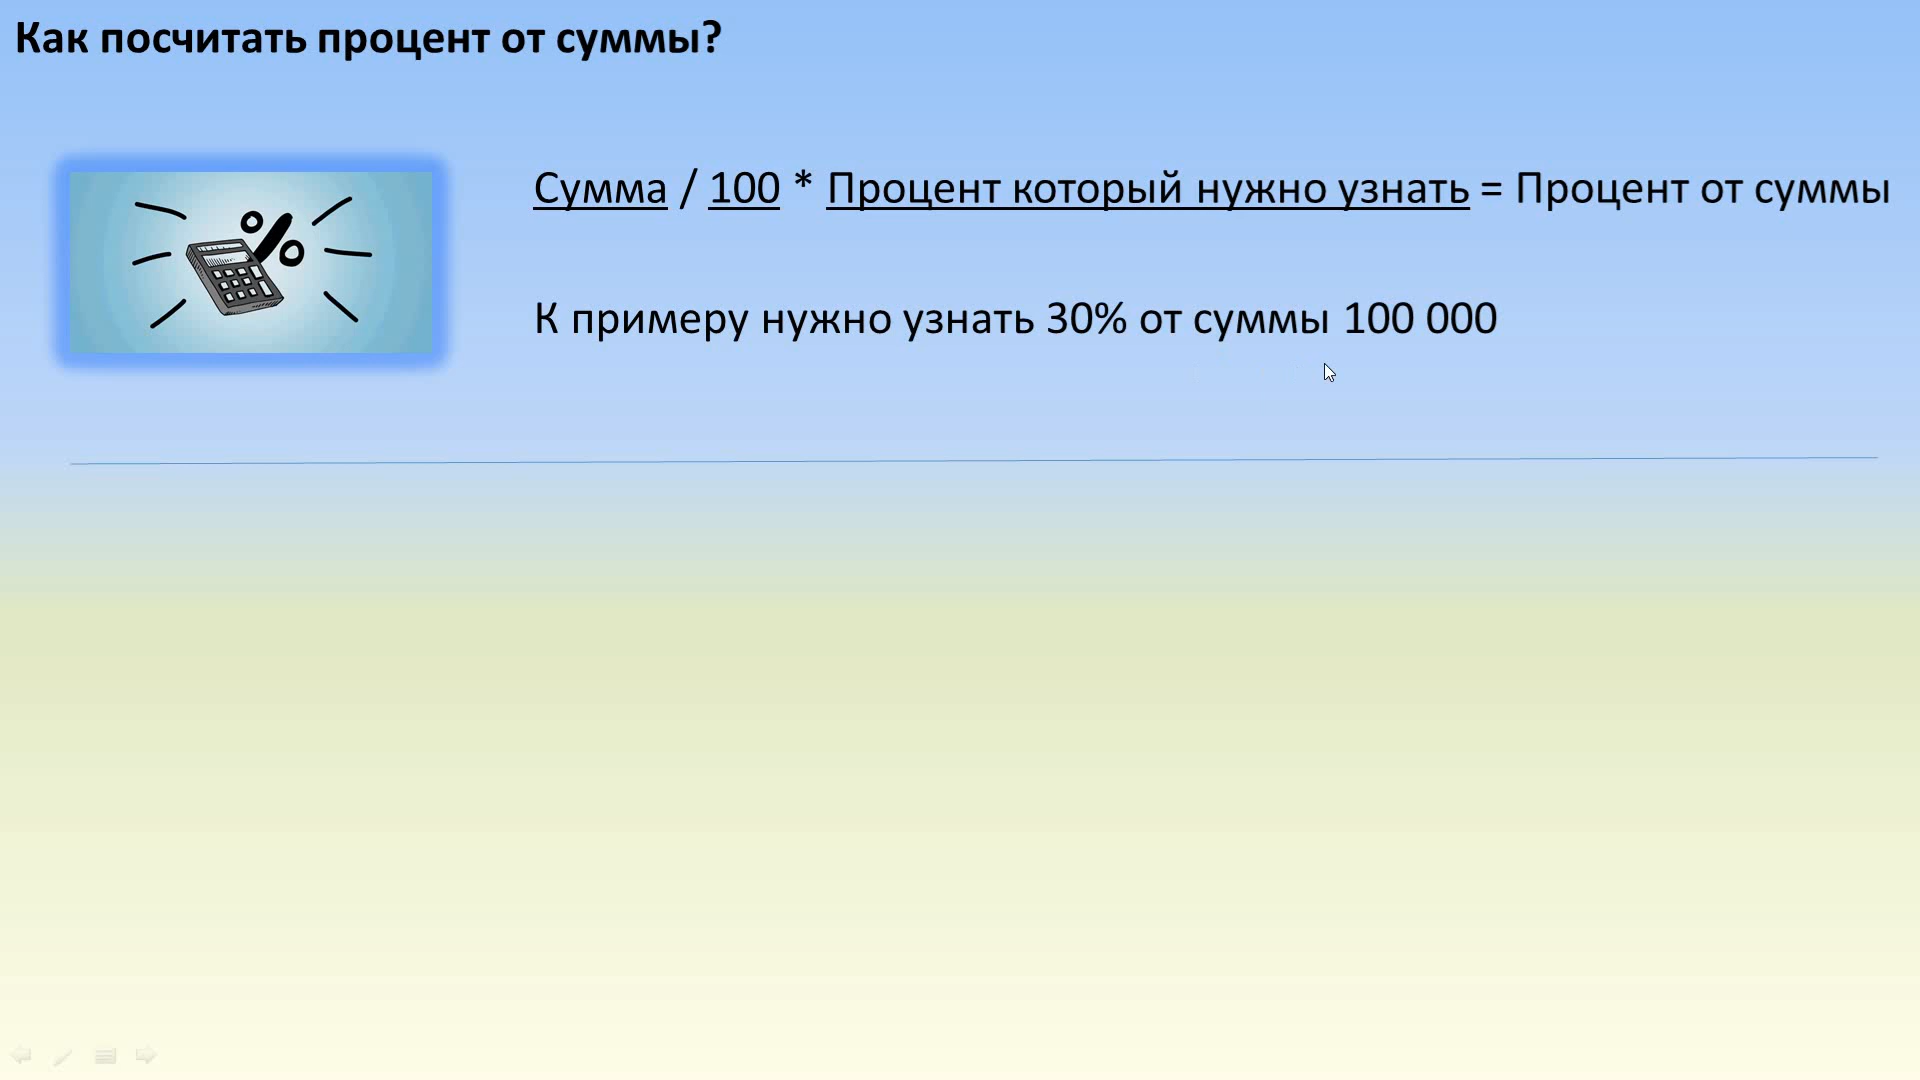 Как посчитать процент от суммы?
Сумма / 100 * Процент который нужно узнать = Процент от суммы
К примеру нужно узнать 30% от суммы 100 000